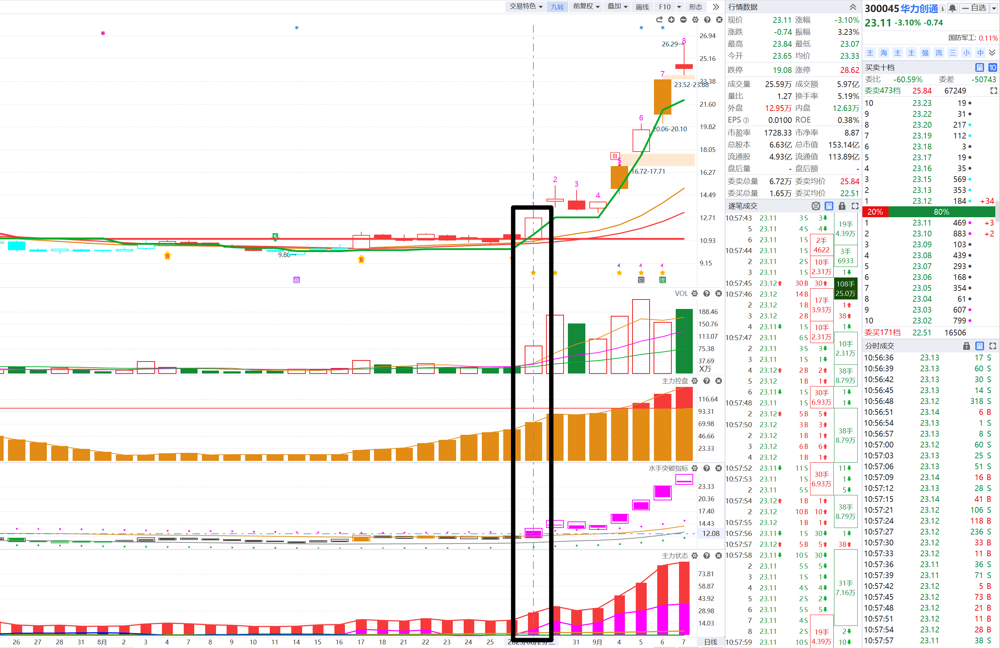 交易特色 九转 前复权 叠加 画线 F10 形态
26.94
25.16
23.38
21.60
19.82
18.05
16.27
14.49
12.71
10.93
9.15
26.29
8
7
23.52-23.88
6
20.06-20.10
自
5
16.72-17.71
2
3
4
1
S
9.80
B
B
叠
它
提
VOL
188.46
150.76
113.07
75.38
37.69
X万
主力控盘
116.64
93.31
69.98
46.66
23.33
水手突破指标
23.33
20.36
17.40
14.43
12.08
主力状态
73.81
58.87
43.92
28.98
14.03
26 27 28 31 8月 2 3 4 7 8 9 10 11 14 15 16 17 18 21 22 23 24 25 2023/08/29/二 31 9月 4 5 6 7 日线
行情数据
现价 23.11 涨幅 -3.10%
涨跌 -0.74 振幅 3.23%
最高 23.84 最低 23.07
今开 23.65 均价 23.33
跌停 19.08 涨停 28.62
成交量 25.59万 成交额 5.97亿
量比 1.27 换手率 5.19%
外盘 12.95万 内盘 12.63万
EPS ③ 0.0100 ROE 0.38%
市盈率 1728.33 市净率 8.87
总股本 6.63亿 总市值 153.14亿
流通股 4.93亿 流通值 113.89亿
盘后量 - 盘后额 -
委卖总量 6.72万 委卖均价 25.84
委买总量 1.65万 委买均价 22.51
逐笔成交 单 量
10:57:43 23.11 3 S 3
5 23.11 4 S 4
6 23.11 1 S
10:57:44 23.11 1 S
2 23.11 2 S
3 23.11 1 S 1
10:57:45 23.12 30 B 30
10:57:46 23.12 14 B
2 23.12 1 B 1
3 23.12 2 B 38
4 23.11 1 S 1
10:57:47 23.11 6 S
2 23.11 3 S 3
3 23.11 1 S 1
4 23.12 2 B 2
5 23.12 1 B 1
6 23.11 1 S 1
10:57:48 23.11 1 S 1
2 23.12 5 B 5
10:57:50 23.12 3 B 3
2 23.12 1 B 1
3 23.12 6 B 6
4 23.12 1 B 1
10:57:52 23.11 11 S 11
10:57:53 23.11 1 S 1
2 23.11 5 S 5
10:57:54 23.12 1 B 1
2 23.12 10 B 10
10:57:55 23.12 1 B 1
10:57:56 23.11 1 S 30 1
10:57:57 23.12 5 B 5 38
10:57:58 23.11 10 S 30
2 23.11 5 S 5
3 23.11 1 S 1
4 23.11 4 S 4
5 23.11 2 S 2
6 23.11 5 S 5
7 23.11 4 S
8 23.11 2 S 2
10:57:59 23.11 10 S 10
2手
4622
10手
2.31万
17手
3.93万
10手
2.31万
30手
6.93万
30手
6.93万
19手
4.39万
19手
4.39万
3手
6933
108手
25.0万
10手
2.31万
38手
8.79万
38手
8.79万
38手
8.79万
31手
7.16万
300045 华力创通 i 自选
23.11 -3.10% -0.74
国防军工: 0.11%
主 海 主 主 强 流 三 小 中
买卖十档 量 10
委比 -60.59% 委差 -50743
委卖473档 25.84 67249
10 23.23 19
9 23.22 31
8 23.20 217
7 23.19 112
6 23.18 3
5 23.17 19
4 23.16 35
3 23.15 569
2 23.13 353
1 23.12 184 +34
20% 80%
1 23.11 469 +3
2 23.10 883 +2
3 23.09 103
4 23.08 439
5 23.07 293
6 23.06 168
7 23.05 354
8 23.04 61
9 23.03 607
10 23.02 799
委买171档 22.51 16506
分时成交 量
10:56:36 23.13 17 S
10:56:39 23.13 60 S
10:56:42 23.13 30 S
10:56:45 23.13 14 S
10:56:48 23.12 318 S
10:56:51 23.14 6 B
10:56:54 23.13 1 S
10:56:57 23.13 8 S
10:57:00 23.12 60 S
10:57:03 23.13 25 S
10:57:06 23.13 51 S
10:57:09 23.14 16 B
10:57:12 23.13 28 S
10:57:15 23.14 41 B
10:57:21 23.12 106 S
10:57:24 23.12 118 B
10:57:27 23.12 236 S
10:57:30 23.12 33 B
10:57:33 23.12 11 B
10:57:36 23.11 36 S
10:57:39 23.11 71 S
10:57:42 23.12 5 B
10:57:45 23.12 73 B
10:57:48 23.12 21 B
10:57:51 23.12 11 B
10:57:54 23.12 28 B
10:57:57 23.11 38 S